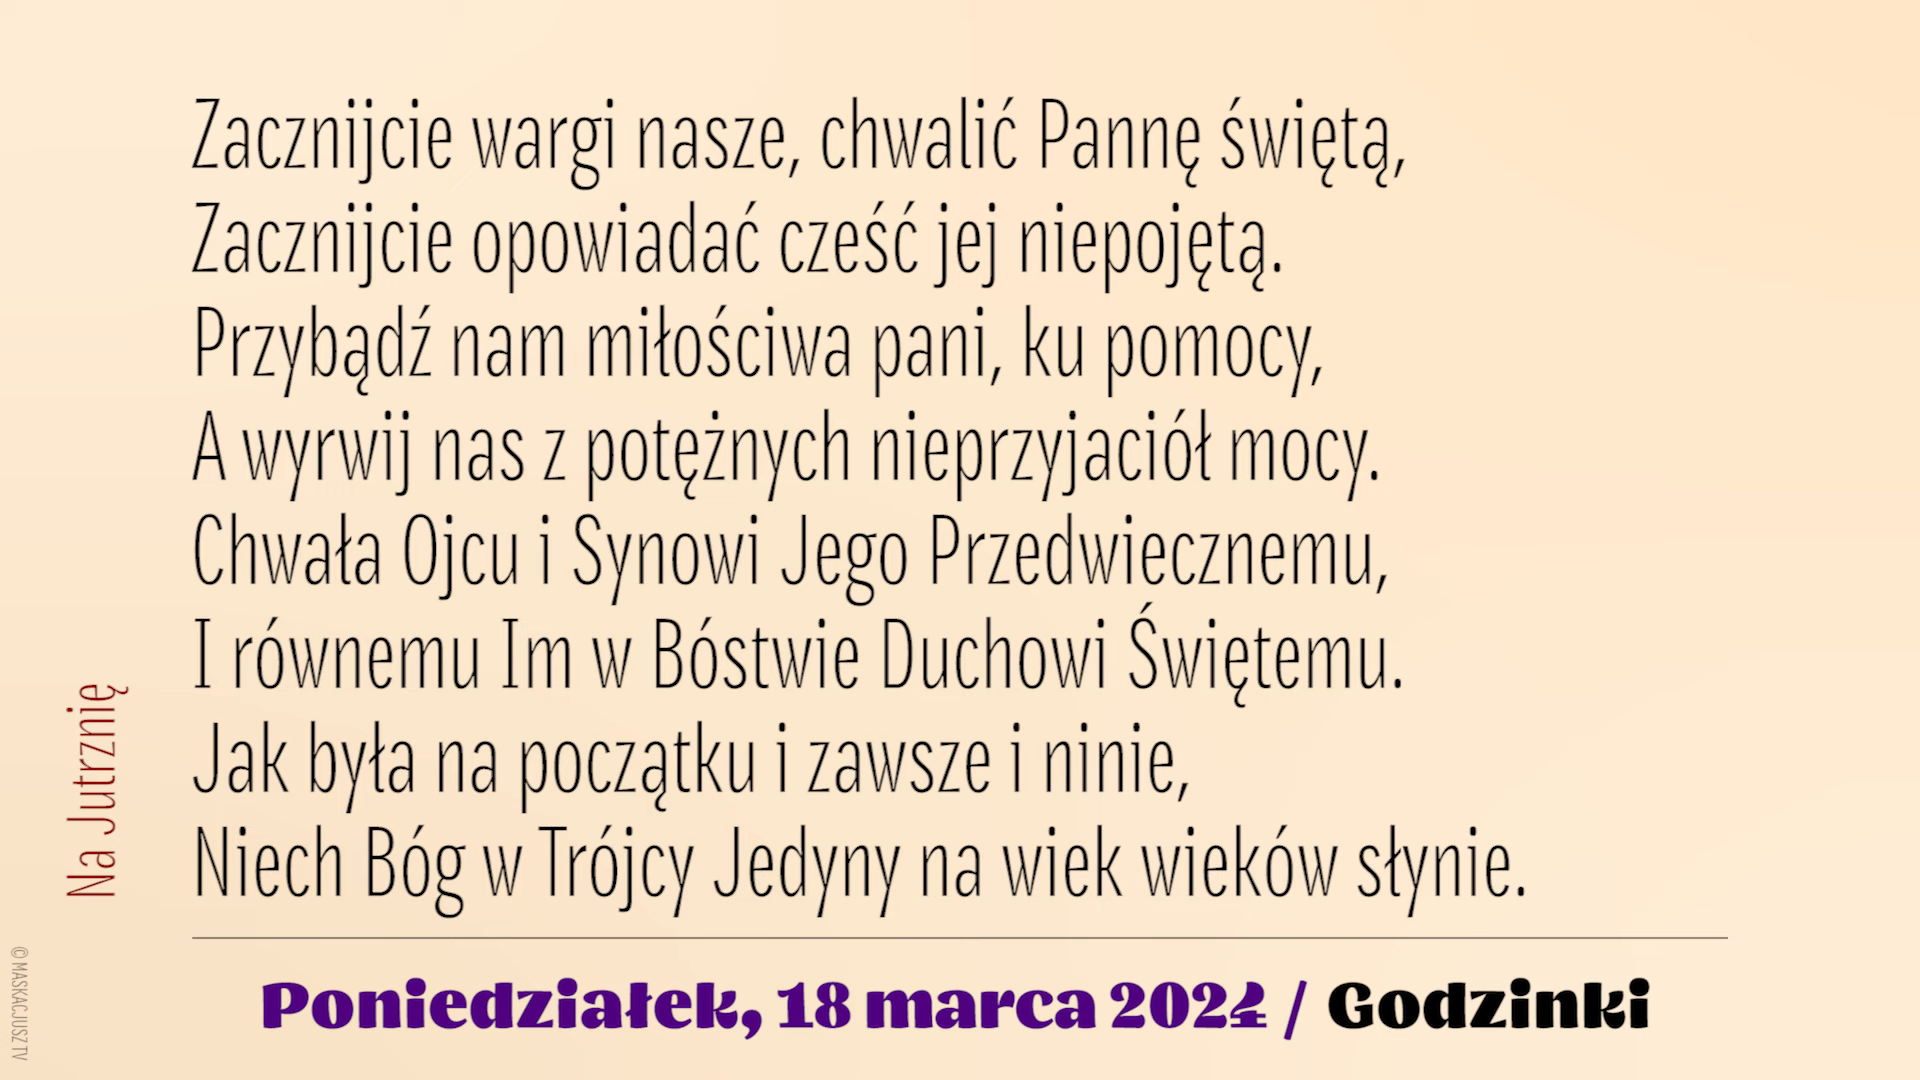 Zacznijcie wargi nasze, chwalić Pannę świętą,
Zacznijcie opowiadać cześć jej niepojętą.
Przybądź nam miłościwa pani, ku pomocy,
A wyrwij nas z potężnych nieprzyjaciół mocy.
Chwała Ojcu i Synowi Jego Przedwiecznemu,
I równemu Im w Bóstwie Duchowi Świętemu.
Jak była na początku i zawsze i ninie,
Niech Bóg w Trójcy Jedyny na wiek wieków słynie.
Na Jutrznię
Poniedziałek, 18 marca 2024 / Godzinki
© MASKACJUSZ TV